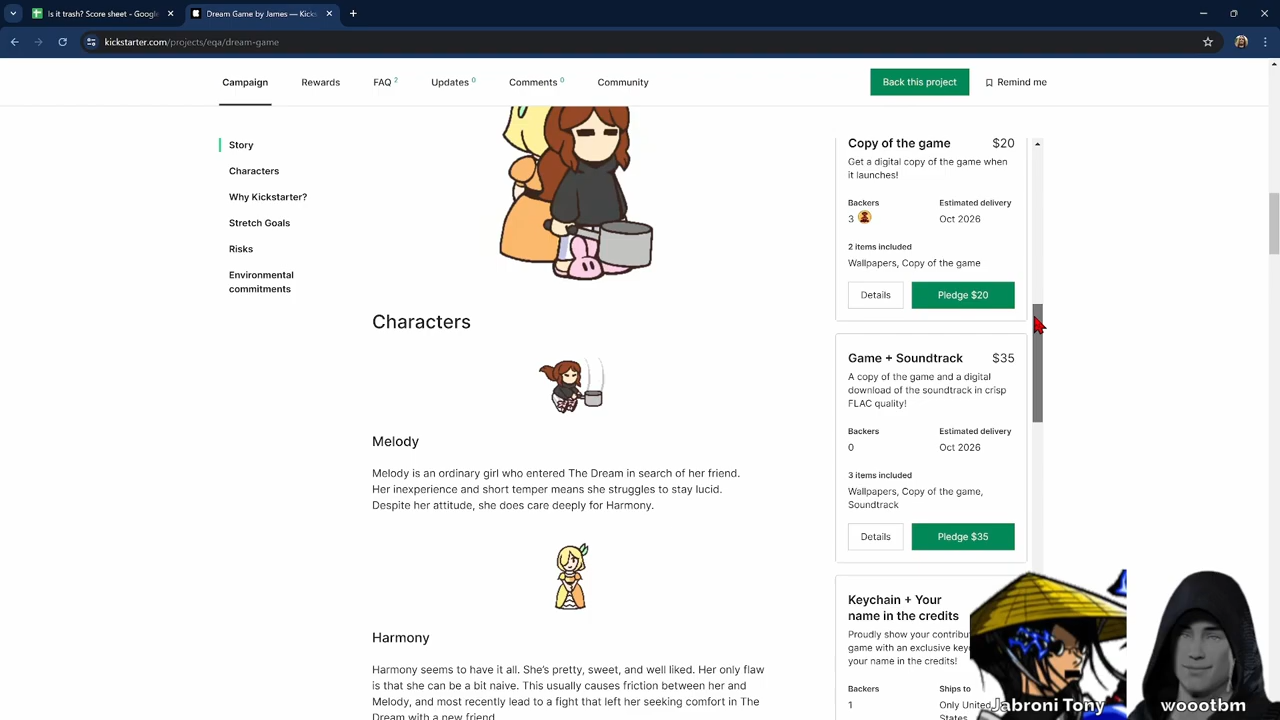 Is it trash? Score sheet - Goog
Dream Game by James — Kicks
kickstarter.com/projects/eqa/dream-game
Campaign
Rewards
FAQ 2
Updates 0
Comments 0
Community
Back this project
Remind me
Story
Characters
Why Kickstarter?
Stretch Goals
Risks
Environmental
commitments
Characters
Melody
Melody is an ordinary girl who entered The Dream in search of her friend.
Her inexperience and short temper means she struggles to stay lucid.
Despite her attitude, she does care deeply for Harmony.
Harmony
Harmony seems to have it all. She's pretty, sweet, and well liked. Her only flaw
is that she can be a bit naive. This usually causes friction between her and
Melody, and most recently lead to a fight that left her seeking comfort in The
Dream with a new friend.
Copy of the game $20
Get a digital copy of the game when
it launches!
Backers Estimated delivery
3 Oct 2026
2 items included
Wallpapers, Copy of the game
Details Pledge $20
Game + Soundtrack $35
A copy of the game and a digital
download of the soundtrack in crisp
FLAC quality!
Backers Estimated delivery
0 Oct 2026
3 items included
Wallpapers, Copy of the game,
Soundtrack
Details Pledge $35
Keychain + Your
name in the credits
Proudly show your contribu
game with an exclusive key
your name in the credits!
Backers Ships to
1 Only United
States
Jabroni Tony
woootbm